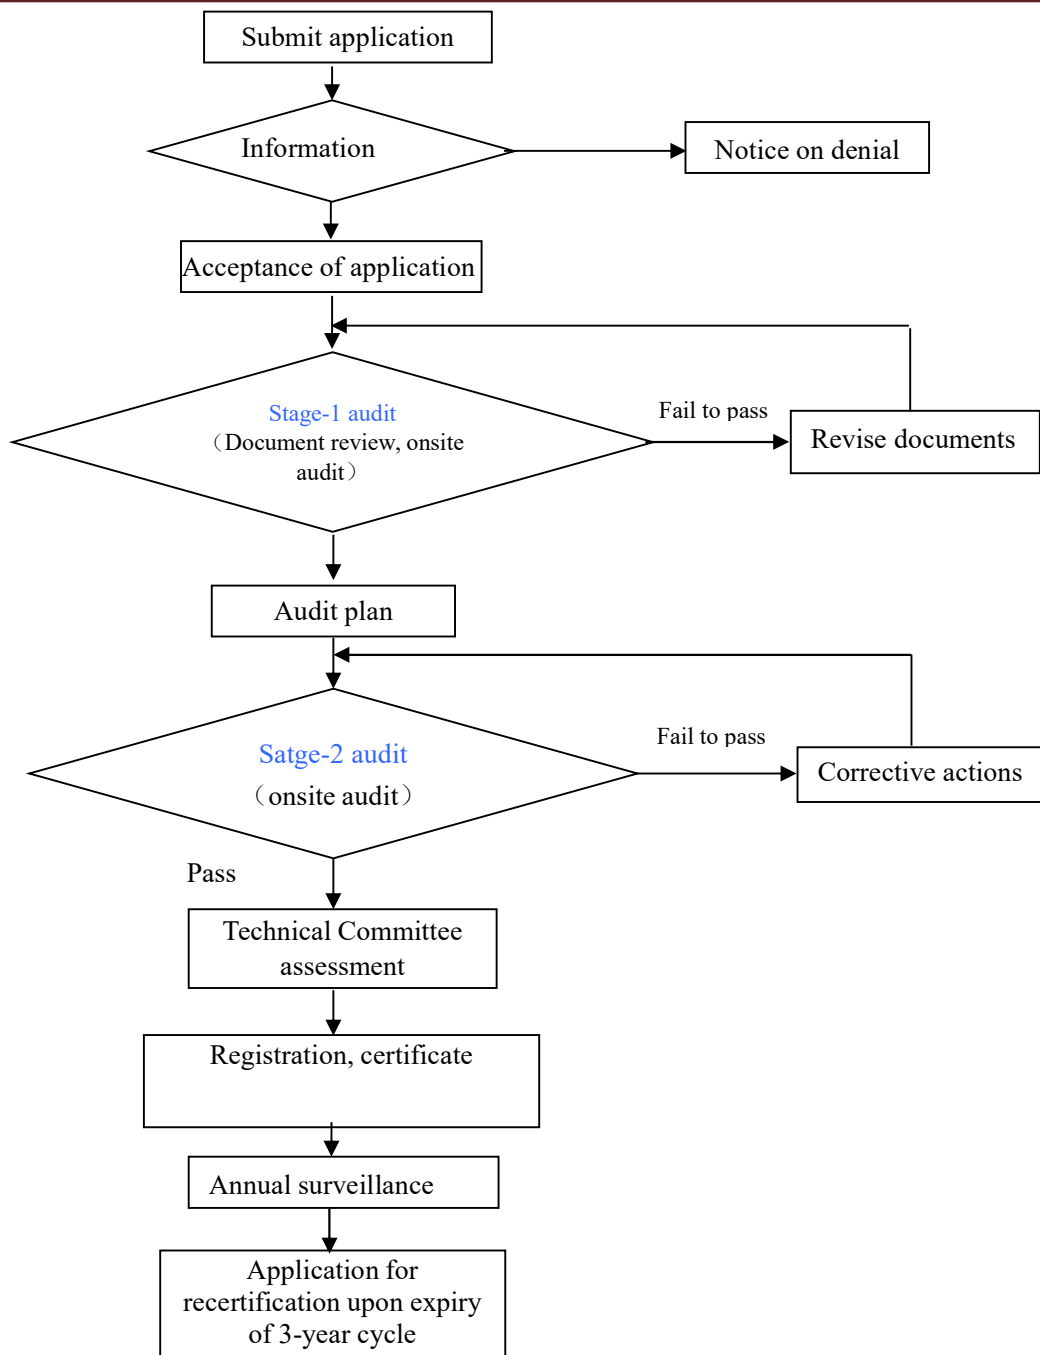 Submit application
Information
Notice on denial
Acceptance of application
Stage-1 audit
（Document review, onsite
audit）
Fail to pass
Revise documents
Audit plan
Satge-2 audit
（onsite audit）
Fail to pass
Corrective actions
Pass
Technical Committee
assessment
Registration, certificate
Annual surveillance
Application for
recertification upon expiry
of 3-year cycle